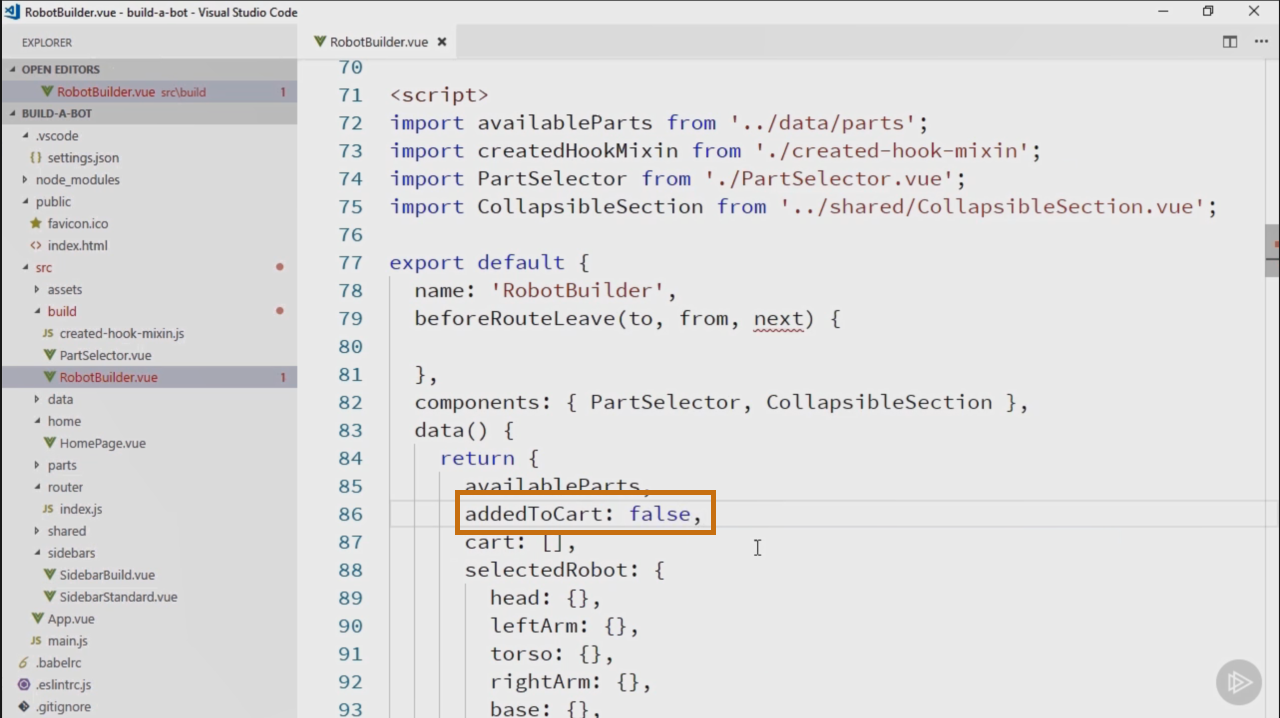 RobotBuilder.vue - build-a-bot - Visual Studio Code
EXPLORER
OPEN EDITORS
RobotBuilder.vue src\build 1
BUILD-A-BOT
.vscode
{} settings.json
node_modules
public
favicon.ico
<> index.html
src
assets
build
JS created-hook-mixin.js
PartSelector.vue
RobotBuilder.vue 1
data
home
HomePage.vue
parts
router
JS index.js
shared
sidebars
SidebarBuild.vue
SidebarStandard.vue
App.vue
JS main.js
.babelrc
.eslintrc.js
.gitignore
RobotBuilder.vue
70
71 <script>
72 import availableParts from '../data/parts';
73 import createdHookMixin from './created-hook-mixin';
74 import PartSelector from './PartSelector.vue';
75 import CollapsibleSection from '../shared/CollapsibleSection.vue';
76
77 export default {
78 name: 'RobotBuilder',
79 beforeRouteLeave(to, from, next) {
80
81 },
82 components: { PartSelector, CollapsibleSection },
83 data() {
84 return {
85 availableParts,
86 addedToCart: false,
87 cart: [],
88 selectedRobot: {
89 head: {},
90 leftArm: {},
91 torso: {},
92 rightArm: {},
93 base: {},